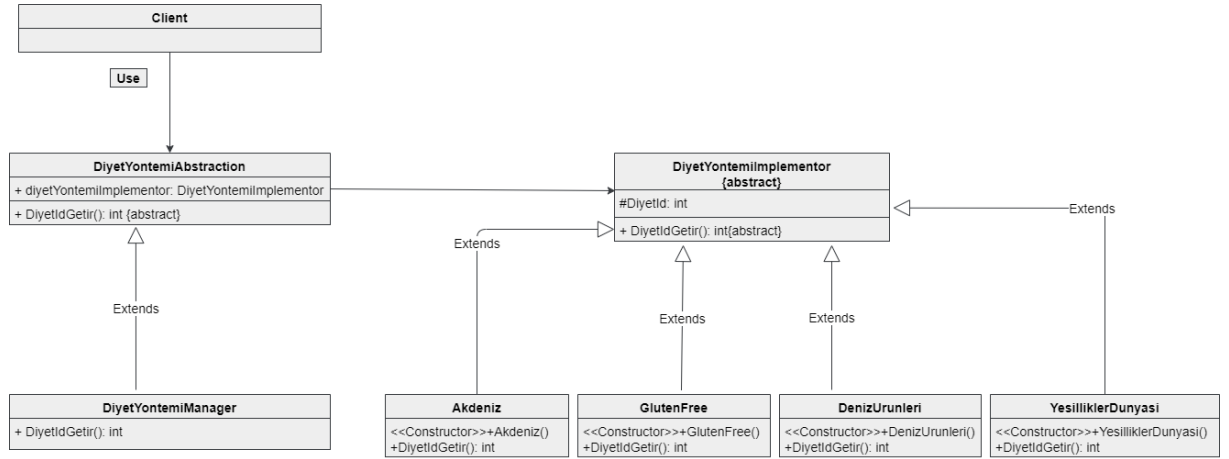 Client
Use
DiyetYontemiAbstraction
+ diyetYontemiImplementor: DiyetYontemiImplementor
+ DiyetIdGetir(): int {abstract}
DiyetYontemiImplementor
{abstract}
#DiyetId: int
+ DiyetIdGetir(): int{abstract}
Extends
Extends
Extends
Extends
Extends
DiyetYontemiManager
+ DiyetIdGetir(): int
Akdeniz
<<Constructor>>+Akdeniz()
+DiyetIdGetir(): int
GlutenFree
<<Constructor>>+GlutenFree()
+DiyetIdGetir(): int
DenizUrunleri
<<Constructor>>+DenizUrunleri()
+DiyetIdGetir(): int
YesilliklerDunyasi
<<Constructor>>+YesilliklerDunyasi()
+DiyetIdGetir(): int